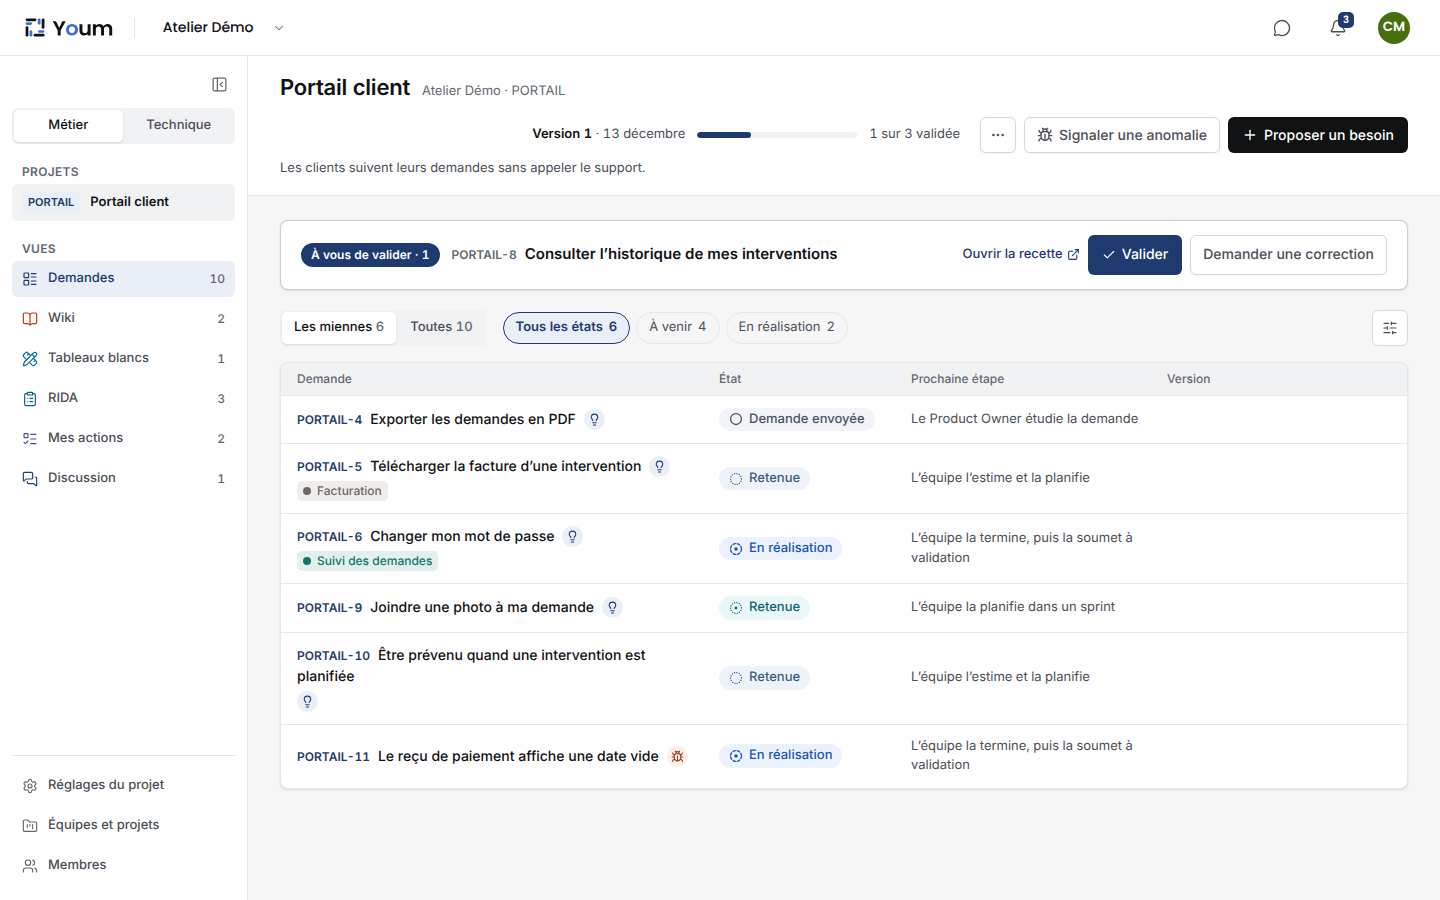 Youm
Atelier Démo
3
CM
Métier
Technique
PROJETS
PORTAIL Portail client
VUES
Demandes 10
Wiki 2
Tableaux blancs 1
RIDA 3
Mes actions 2
Discussion 1
Réglages du projet
Équipes et projets
Membres
Portail client Atelier Démo · PORTAIL
Version 1 · 13 décembre 1 sur 3 validée
Signaler une anomalie
Proposer un besoin
Les clients suivent leurs demandes sans appeler le support.
À vous de valider · 1 PORTAIL-8 Consulter l’historique de mes interventions
Ouvrir la recette Valider Demander une correction
Les miennes 6 Toutes 10 Tous les états 6 À venir 4 En réalisation 2
Demande État Prochaine étape Version
PORTAIL-4 Exporter les demandes en PDF Demande envoyée Le Product Owner étudie la demande
PORTAIL-5 Télécharger la facture d’une intervention
Facturation
Retenue L’équipe l’estime et la planifie
PORTAIL-6 Changer mon mot de passe
Suivi des demandes
En réalisation
L’équipe la termine, puis la soumet à
validation
PORTAIL-9 Joindre une photo à ma demande Retenue L’équipe la planifie dans un sprint
PORTAIL-10 Être prévenu quand une intervention est
planifiée
Retenue L’équipe l’estime et la planifie
PORTAIL-11 Le reçu de paiement affiche une date vide En réalisation
L’équipe la termine, puis la soumet à
validation